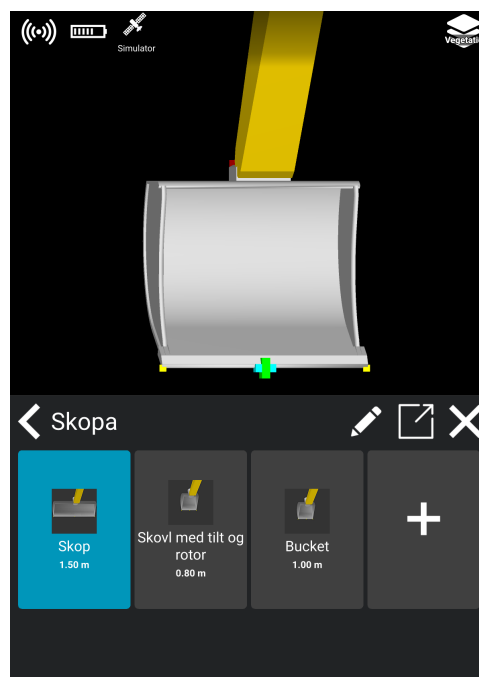 Simulator
Vegetati
Skopa
Skop
1.50 m
Skovl med tilt og
rotor
0.80 m
Bucket
1.00 m